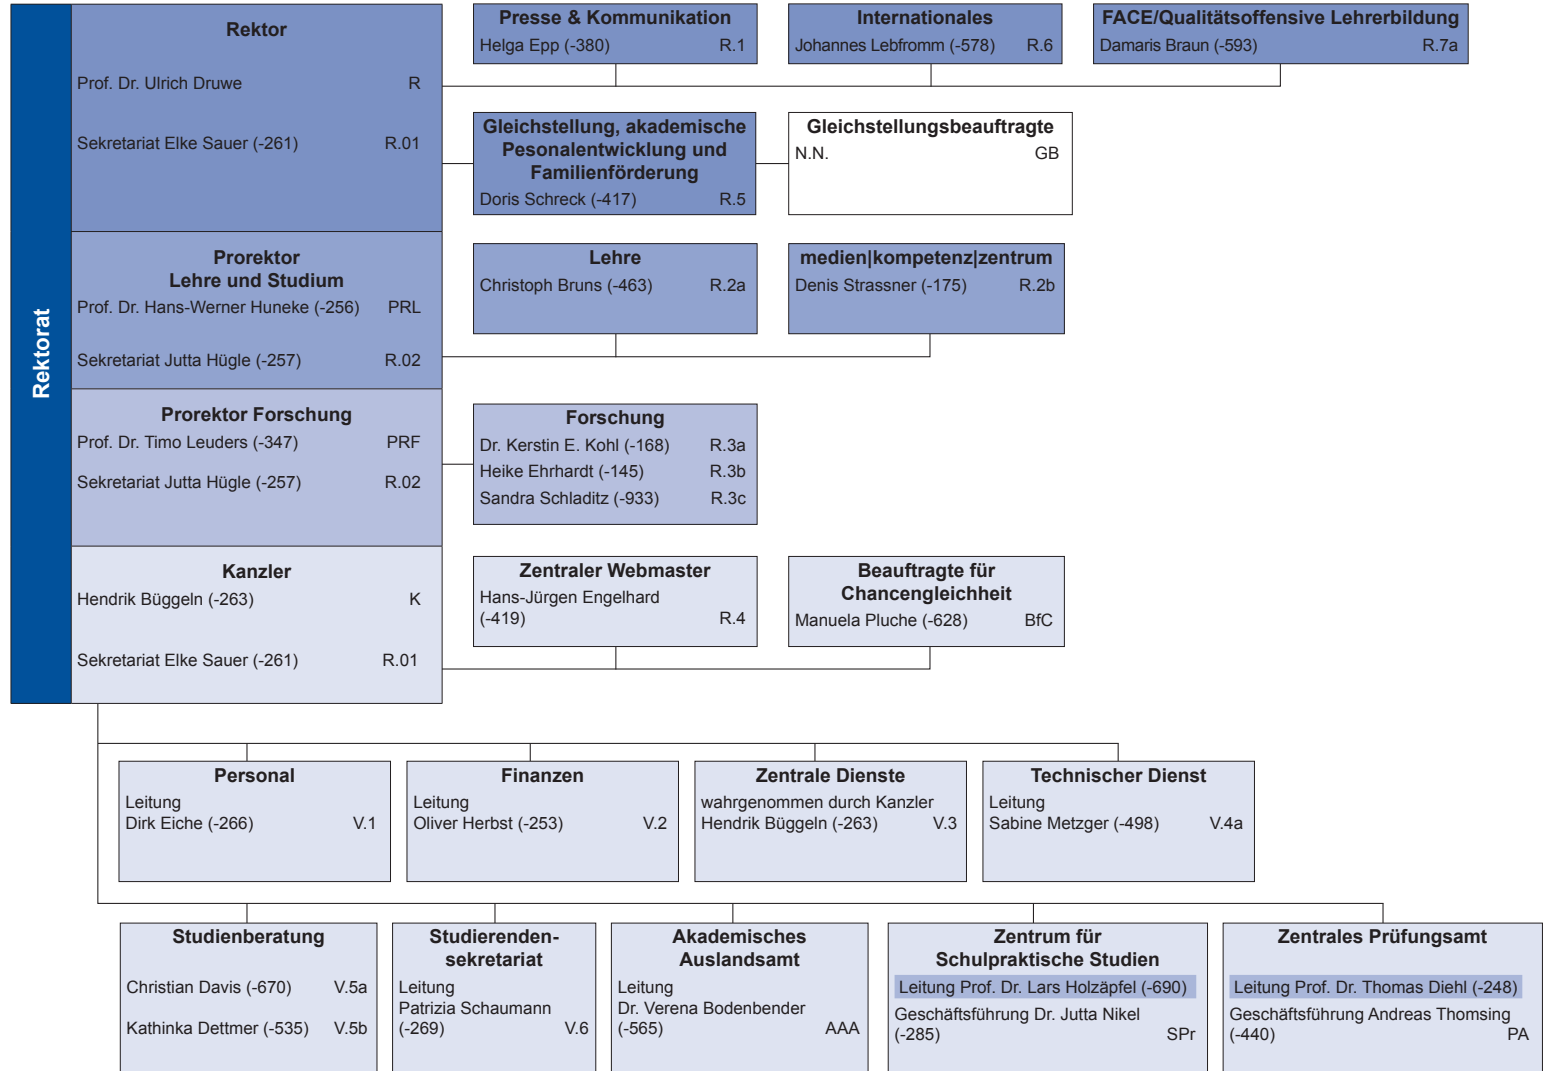 Rektorat
Rektor
Prof. Dr. Ulrich Druwe R
Sekretariat Elke Sauer (-261) R.01
Presse & Kommunikation
Helga Epp (-380) R.1
Internationales
Johannes Lebfromm (-578) R.6
FACE/Qualitätsoffensive Lehrerbildung
Damaris Braun (-593) R.7a
Gleichstellung, akademische
Pesonalentwicklung und
Familienförderung
Doris Schreck (-417) R.5
Gleichstellungsbeauftragte
N.N. GB
Prorektor
Lehre und Studium
Prof. Dr. Hans-Werner Huneke (-256) PRL
Sekretariat Jutta Hügle (-257) R.02
Lehre
Christoph Bruns (-463) R.2a
medien|kompetenz|zentrum
Denis Strassner (-175) R.2b
Prorektor Forschung
Prof. Dr. Timo Leuders (-347) PRF
Sekretariat Jutta Hügle (-257) R.02
Forschung
Dr. Kerstin E. Kohl (-168) R.3a
Heike Ehrhardt (-145) R.3b
Sandra Schladitz (-933) R.3c
Kanzler
Hendrik Büggeln (-263) K
Sekretariat Elke Sauer (-261) R.01
Zentraler Webmaster
Hans-Jürgen Engelhard
(-419) R.4
Beauftragte für
Chancengleichheit
Manuela Pluche (-628) BfC
Personal
Leitung
Dirk Eiche (-266) V.1
Finanzen
Leitung
Oliver Herbst (-253) V.2
Zentrale Dienste
wahrgenommen durch Kanzler
Hendrik Büggeln (-263) V.3
Technischer Dienst
Leitung
Sabine Metzger (-498) V.4a
Studienberatung
Christian Davis (-670) V.5a
Kathinka Dettmer (-535) V.5b
Studierenden-
sekretariat
Leitung
Patrizia Schaumann
(-269) V.6
Akademisches
Auslandsamt
Leitung
Dr. Verena Bodenbender
(-565) AAA
Zentrum für
Schulpraktische Studien
Leitung Prof. Dr. Lars Holzäpfel (-690)
Geschäftsführung Dr. Jutta Nikel
(-285) SPr
Zentrales Prüfungsamt
Leitung Prof. Dr. Thomas Diehl (-248)
Geschäftsführung Andreas Thomsing
(-440) PA